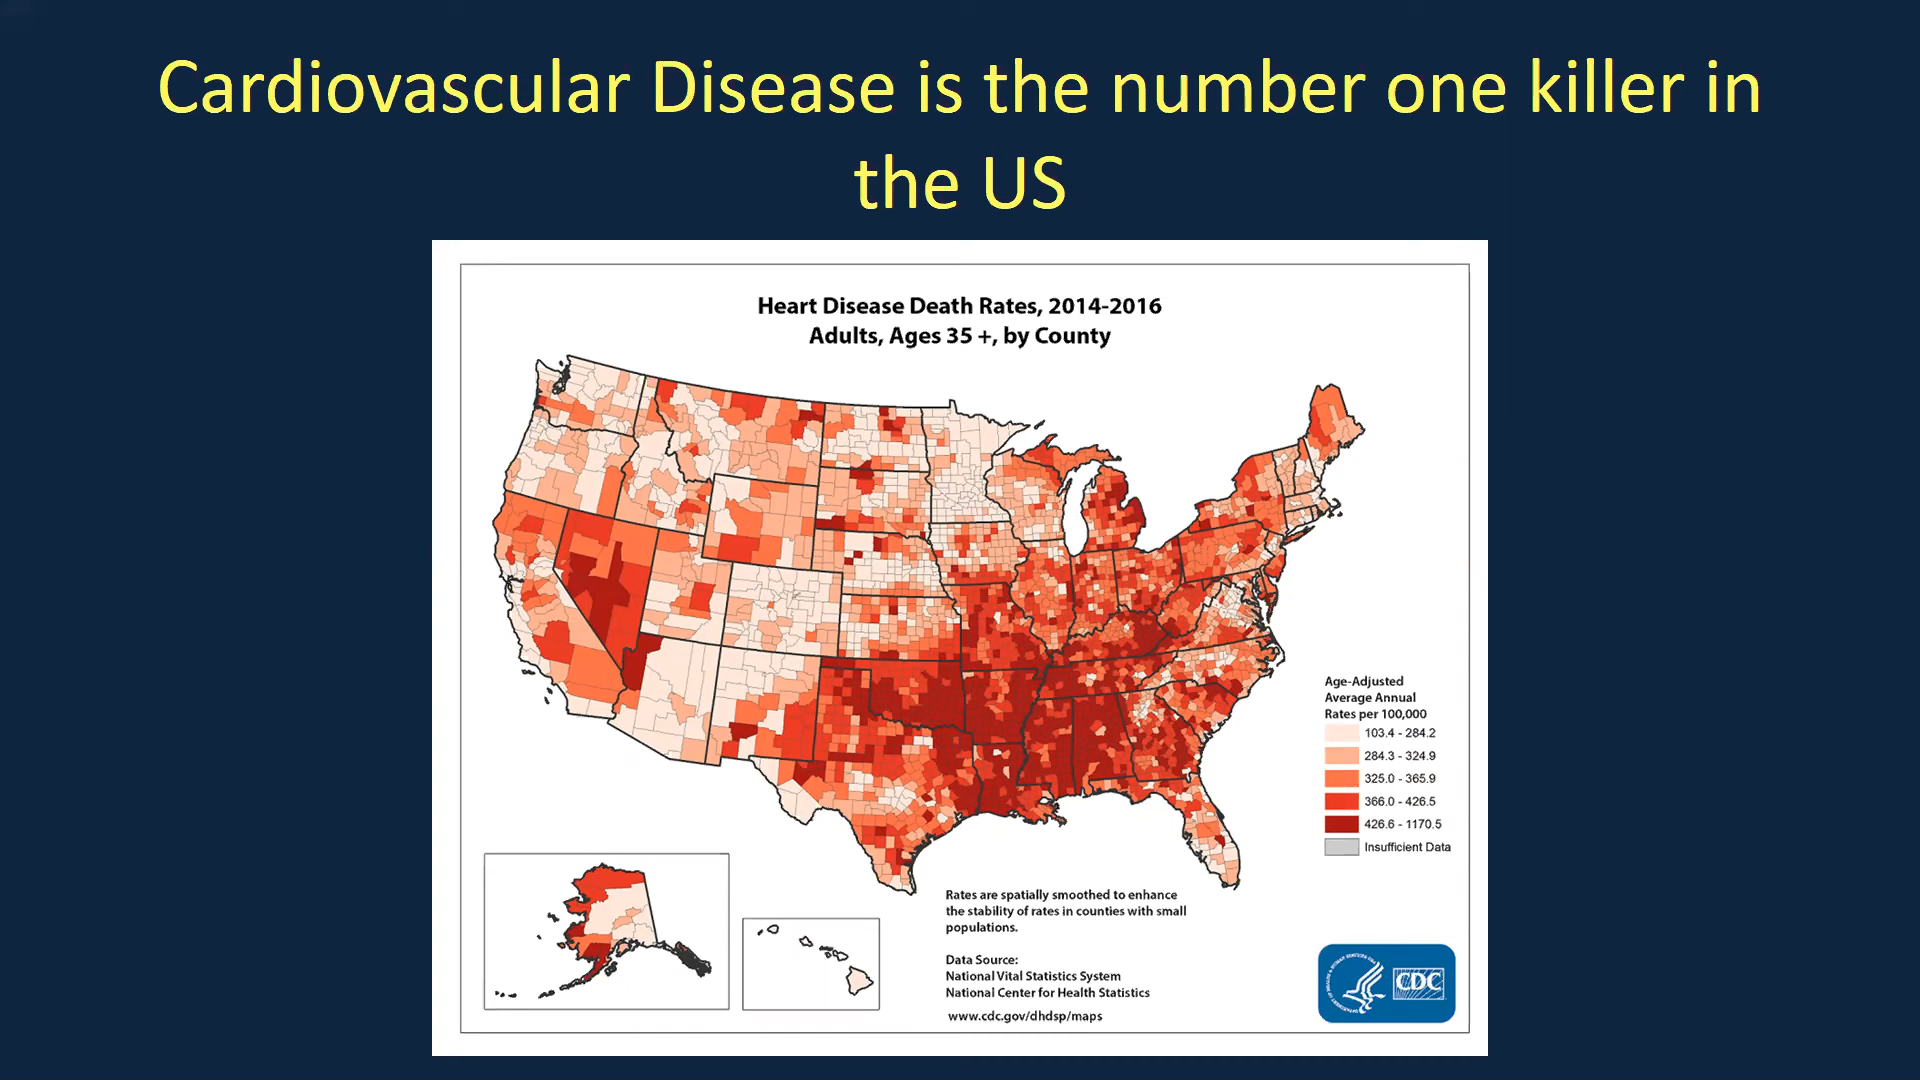 Cardiovascular Disease is the number one killer in
the US
Heart Disease Death Rates, 2014-2016
Adults, Ages 35 +, by County
Age-Adjusted
Average Annual
Rates per 100,000
103.4 - 284.2
284.3 - 324.9
325.0 - 365.9
366.0 - 426.5
426.6 - 1170.5
Insufficient Data
Rates are spatially smoothed to enhance
the stability of rates in counties with small
populations.
Data Source:
National Vital Statistics System
National Center for Health Statistics
www.cdc.gov/dhdsp/maps
CDC